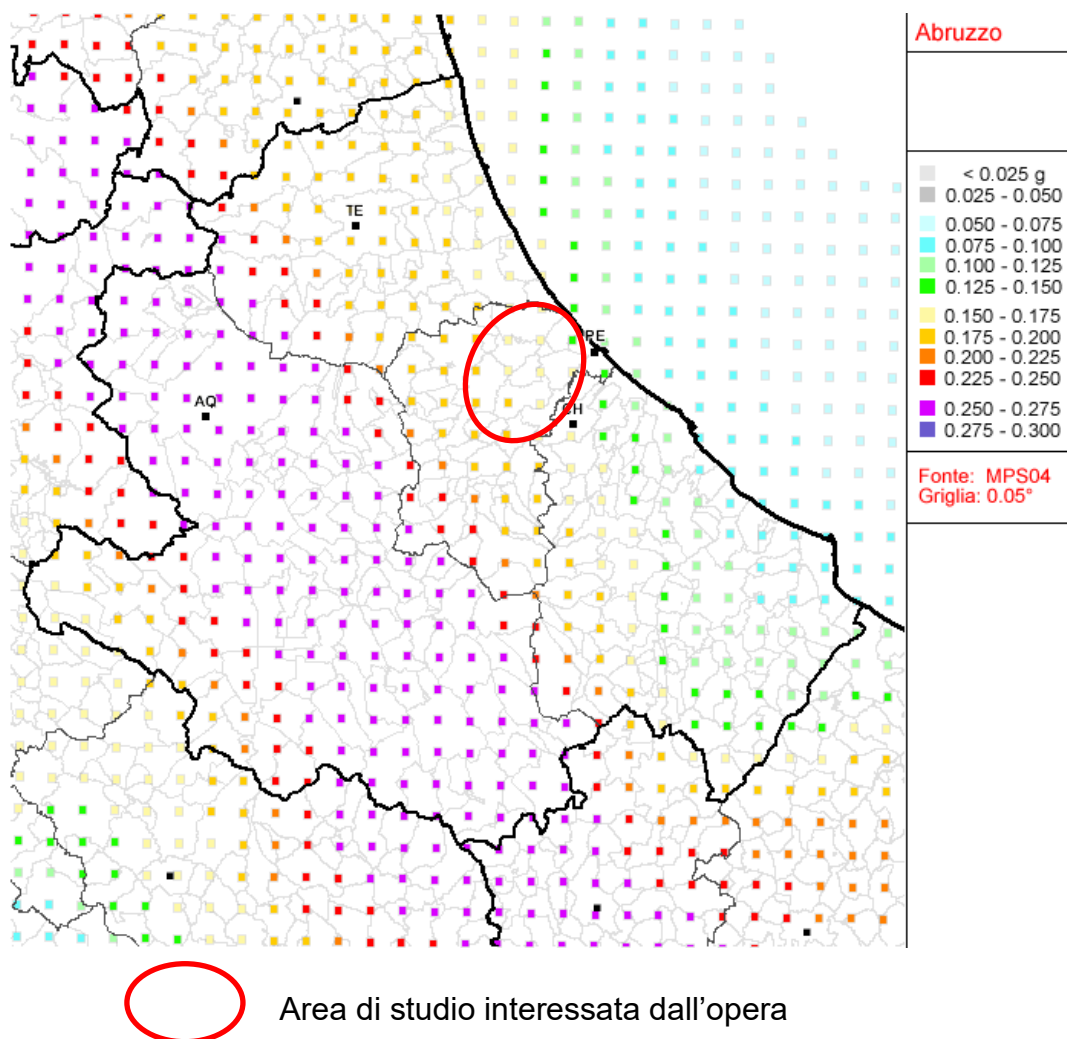 Abruzzo
< 0.025 g
0.025 - 0.050
0.050 - 0.075
0.075 - 0.100
0.100 - 0.125
0.125 - 0.150
0.150 - 0.175
0.175 - 0.200
0.200 - 0.225
0.225 - 0.250
0.250 - 0.275
0.275 - 0.300
Fonte: MPS04
Griglia: 0.05°
TE
PE
AQ
CH
Area di studio interessata dall'opera